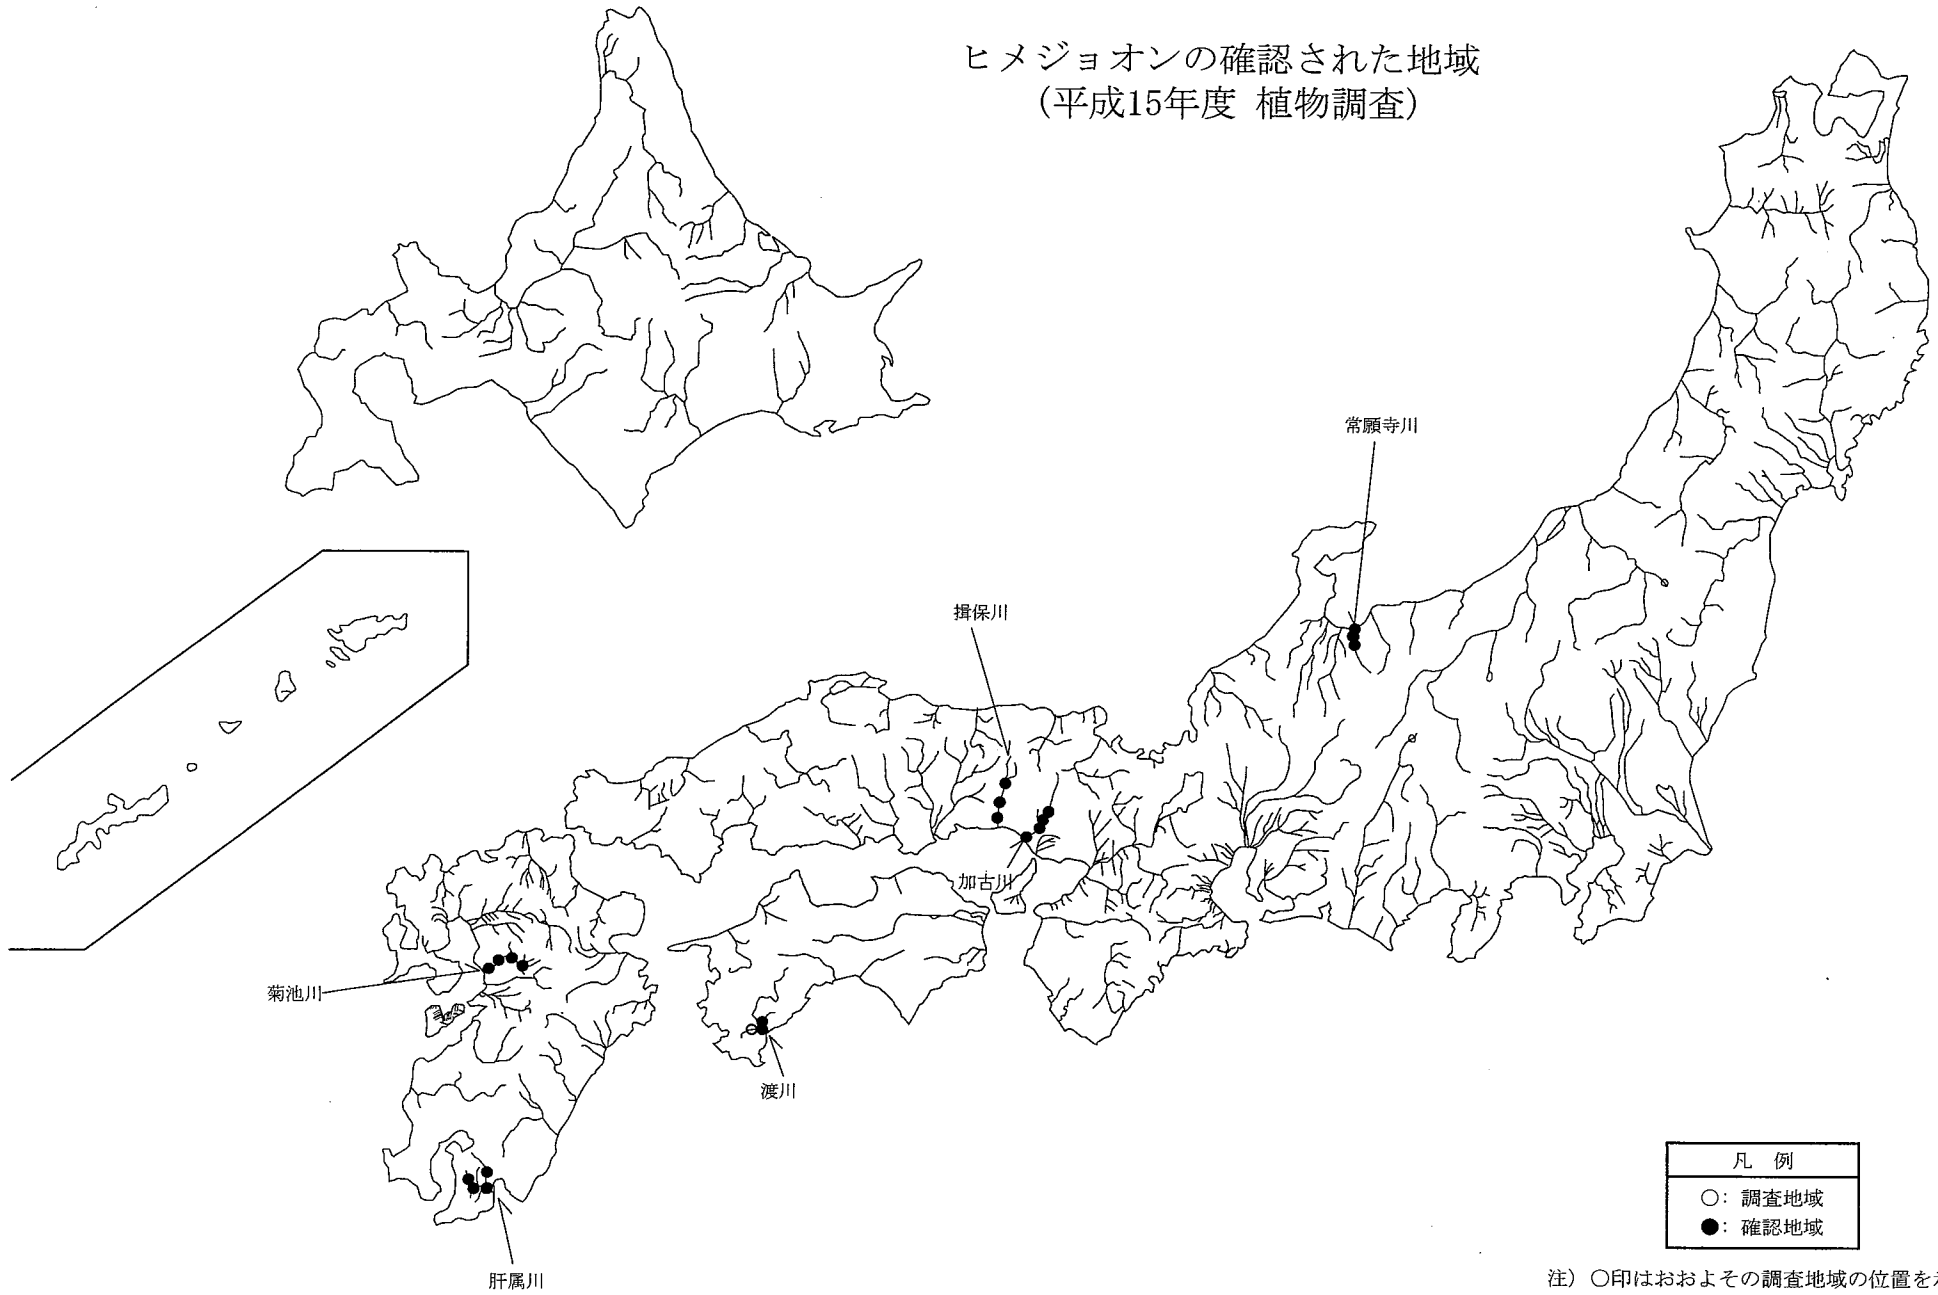 ヒメジョオンの確認された地域
(平成15年度 植物調査)
常願寺川
揖保川
加古川
菊池川
渡川
肝属川
凡 例
○: 調査地域
●: 確認地域
注) ○印はおおよその調査地域の位置を